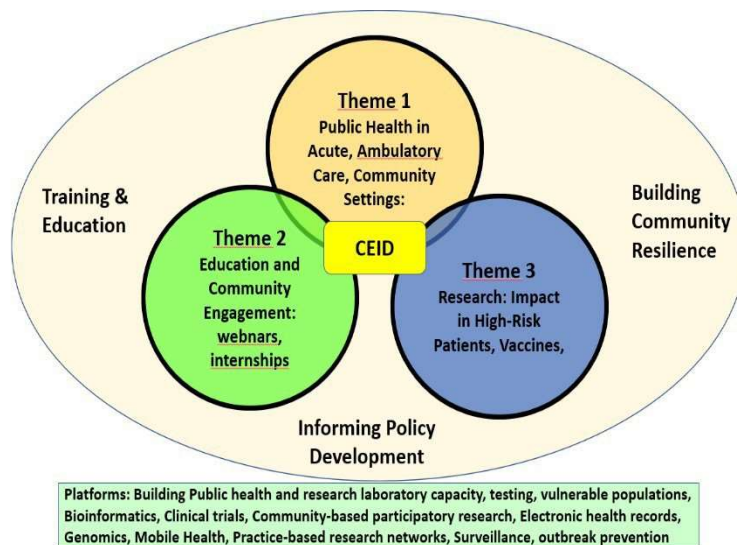 Theme 1
Public Health in
Acute, Ambulatory
Care, Community
Settings:
Training &
Education
Building
Community
Resilience
CEID
Theme 2
Education and
Community
Engagement:
webnars,
internships
Theme 3
Research: Impact
in High-Risk
Patients, Vaccines,
Informing Policy
Development
Platforms: Building Public health and research laboratory capacity, testing, vulnerable populations,
Bioinformatics, Clinical trials, Community-based participatory research, Electronic health records,
Genomics, Mobile Health, Practice-based research networks, Surveillance, outbreak prevention